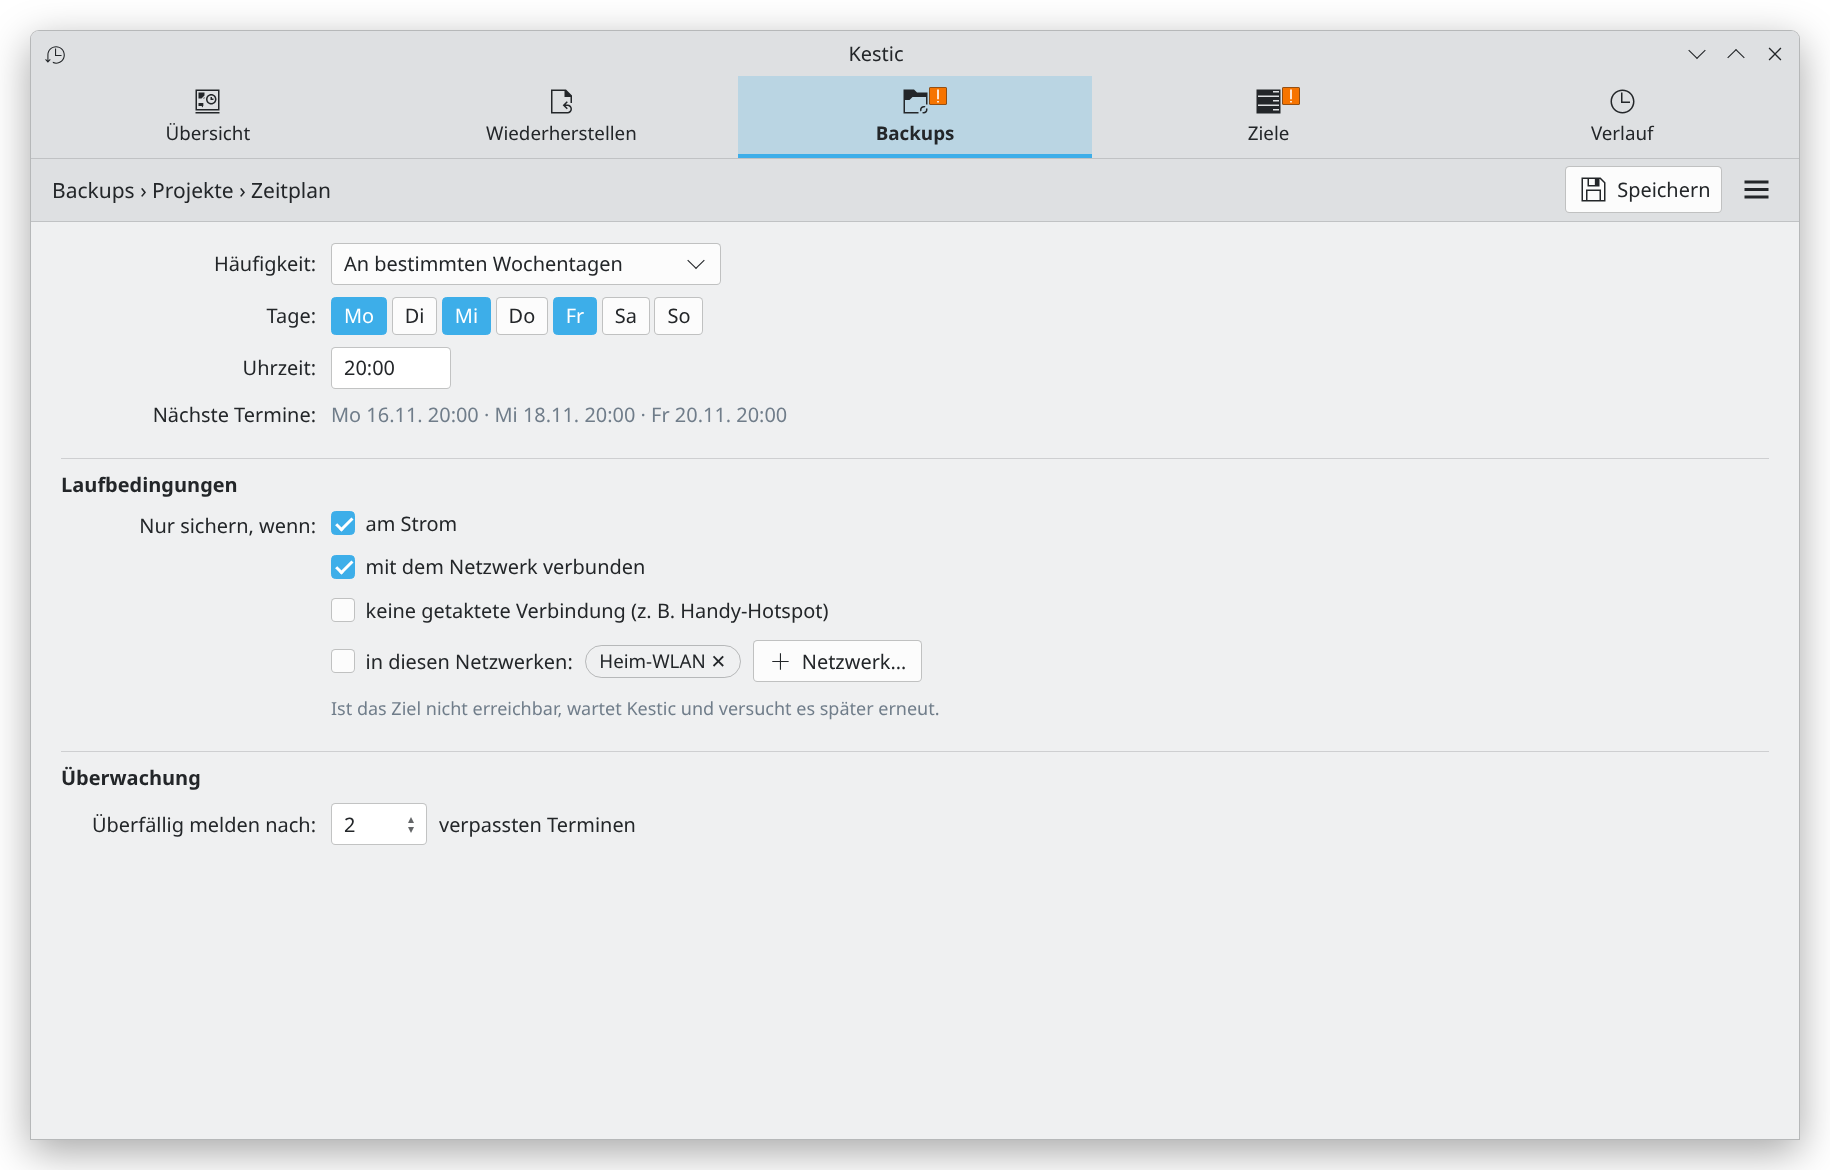 Kestic
Übersicht
Wiederherstellen
Backups
Ziele
Verlauf
Backups › Projekte › Zeitplan
Speichern
Häufigkeit: An bestimmten Wochentagen
Tage: Mo Di Mi Do Fr Sa So
Uhrzeit: 20:00
Nächste Termine: Mo 16.11. 20:00 · Mi 18.11. 20:00 · Fr 20.11. 20:00
Laufbedingungen
Nur sichern, wenn: am Strom
mit dem Netzwerk verbunden
keine getaktete Verbindung (z. B. Handy-Hotspot)
in diesen Netzwerken: Heim-WLAN ✕ + Netzwerk...
Ist das Ziel nicht erreichbar, wartet Kestic und versucht es später erneut.
Überwachung
Überfällig melden nach: 2 verpassten Terminen